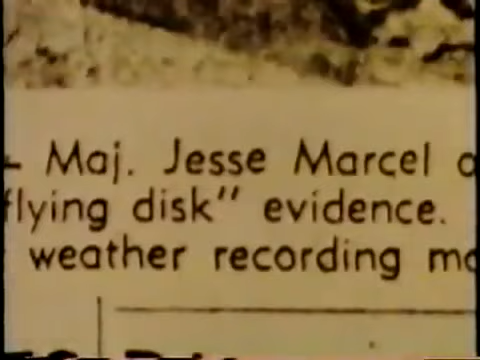 Maj. Jesse Marcel
flying disk" evidence.
weather recording